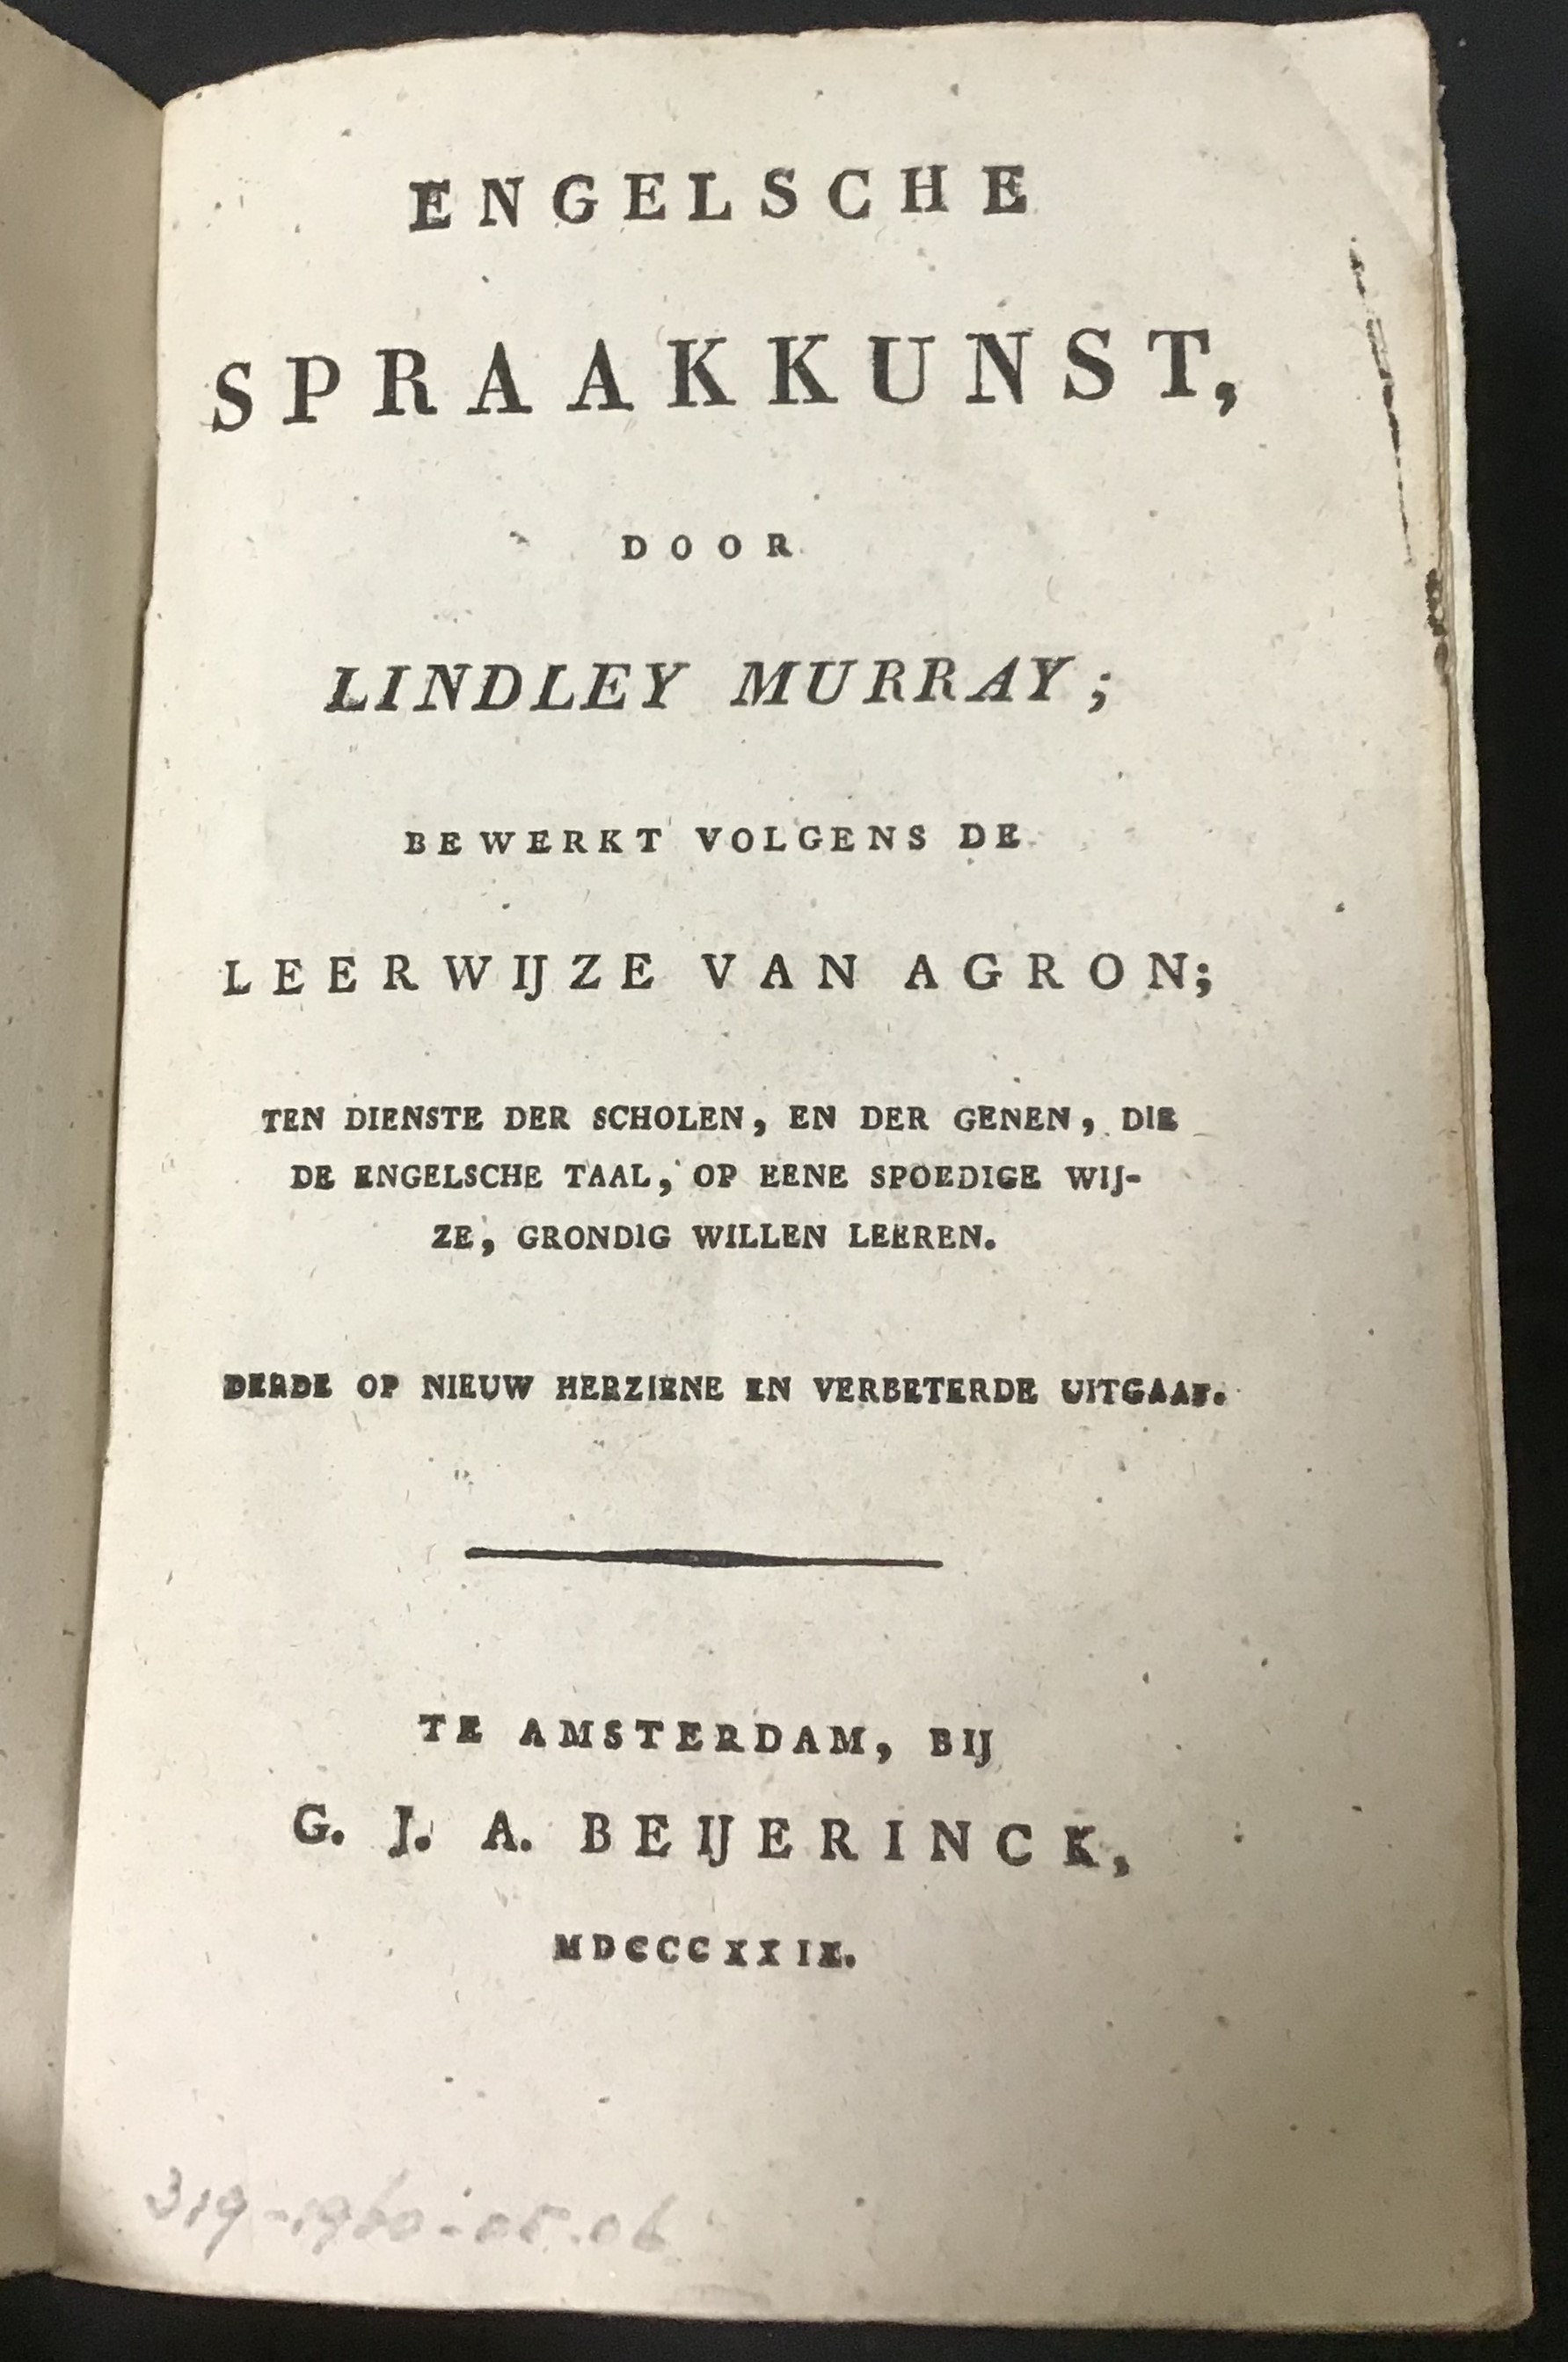 ENGELSCHE
SPRAAKKUNST,
DOOR
LINDLEY MURRAY;
BEWERKT VOLGENS DE
LEERWIJZE VAN AGRON;
TEN DIENSTE DER SCHOLEN, EN DER GENEN, DIE
DE ENGELSCHE TAAL, OP EENE SPOEDIGE WIJ-
ZE, GRONDIG WILLEN LEEREN.
DERDE OP NIEUW HERZIENE EN VERBETERDE UITGAAF.
TE AMSTERDAM, BIJ
G. J. A. BEIJERINCK,
MDCCCXXIX.